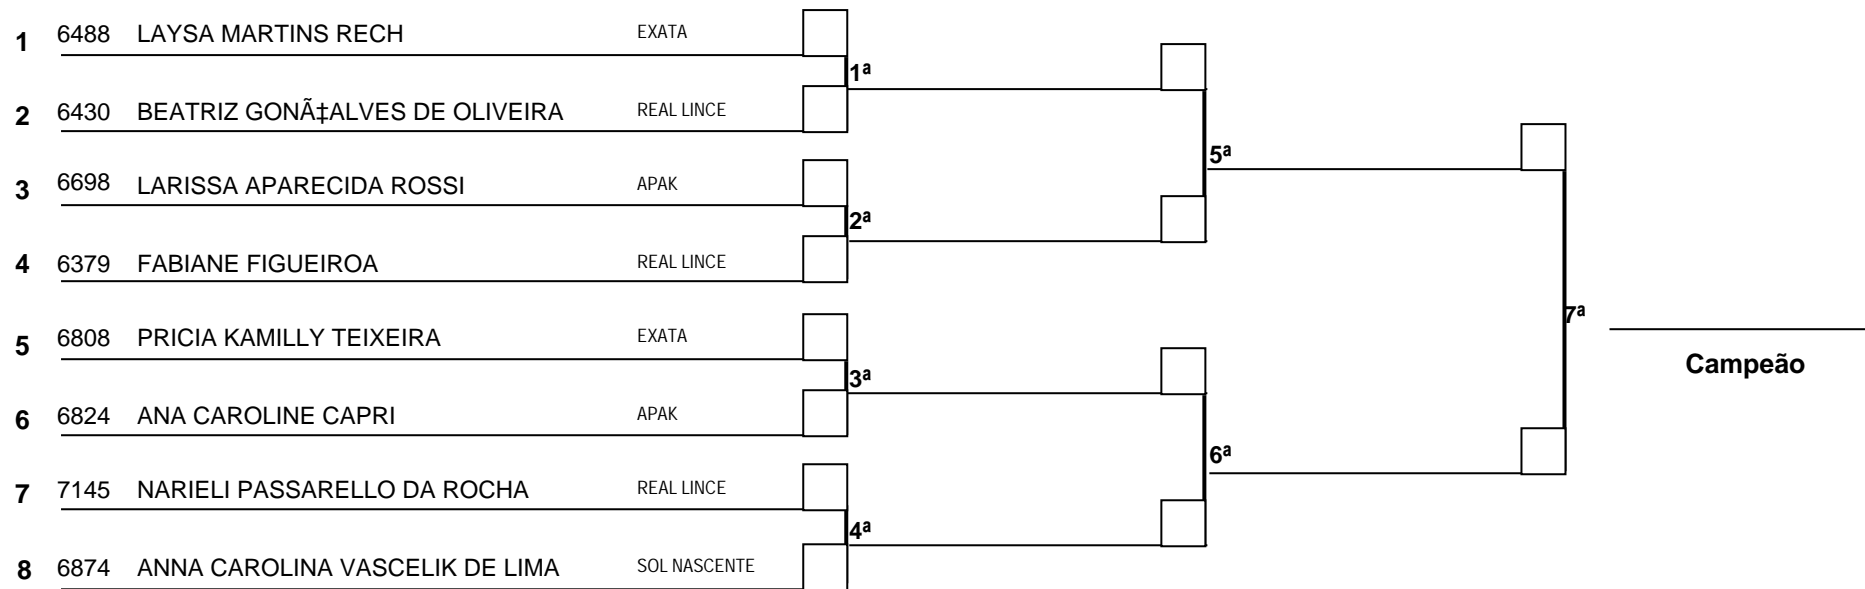 1 6488 LAYSA MARTINS RECH EXATA
1ª
2 6430 BEATRIZ GONÃ‡ALVES DE OLIVEIRA REAL LINCE
5ª
3 6698 LARISSA APARECIDA ROSSI APAK
2ª
4 6379 FABIANE FIGUEIROA REAL LINCE
7ª
5 6808 PRICIA KAMILLY TEIXEIRA EXATA
Campeão
3ª
6 6824 ANA CAROLINE CAPRI APAK
6ª
7 7145 NARIELI PASSARELLO DA ROCHA REAL LINCE
4ª
8 6874 ANNA CAROLINA VASCELIK DE LIMA SOL NASCENTE